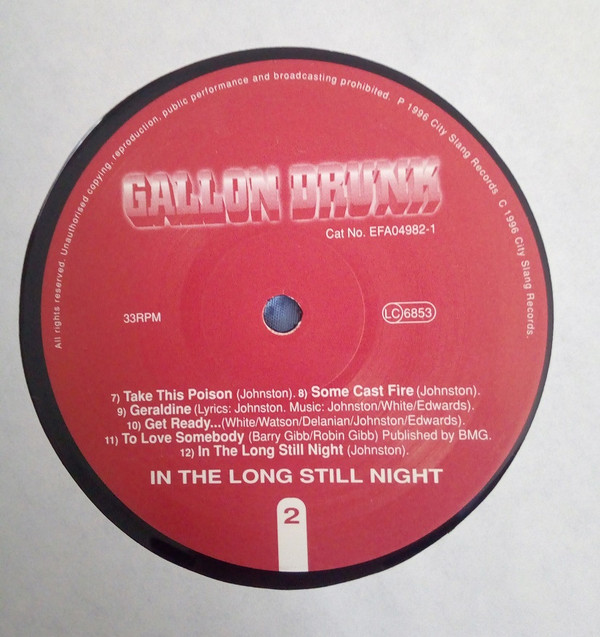 All rights reserved. Unauthorised copying, reproduction, public performance and broadcasting prohibited. P 1996 City Slang Records C 1996 City Slang Records.
GALLON DRUNK
Cat No. EFA04982-1
33RPM
LC 6853
7) Take This Poison (Johnston). 8) Some Cast Fire (Johnston).
9) Geraldine (Lyrics: Johnston. Music: Johnston/White/Edwards).
10) Get Ready...(White/Watson/Delanian/Johnston/Edwards).
11) To Love Somebody (Barry Gibb/Robin Gibb) Published by BMG.
12) In The Long Still Night (Johnston).
IN THE LONG STILL NIGHT
2